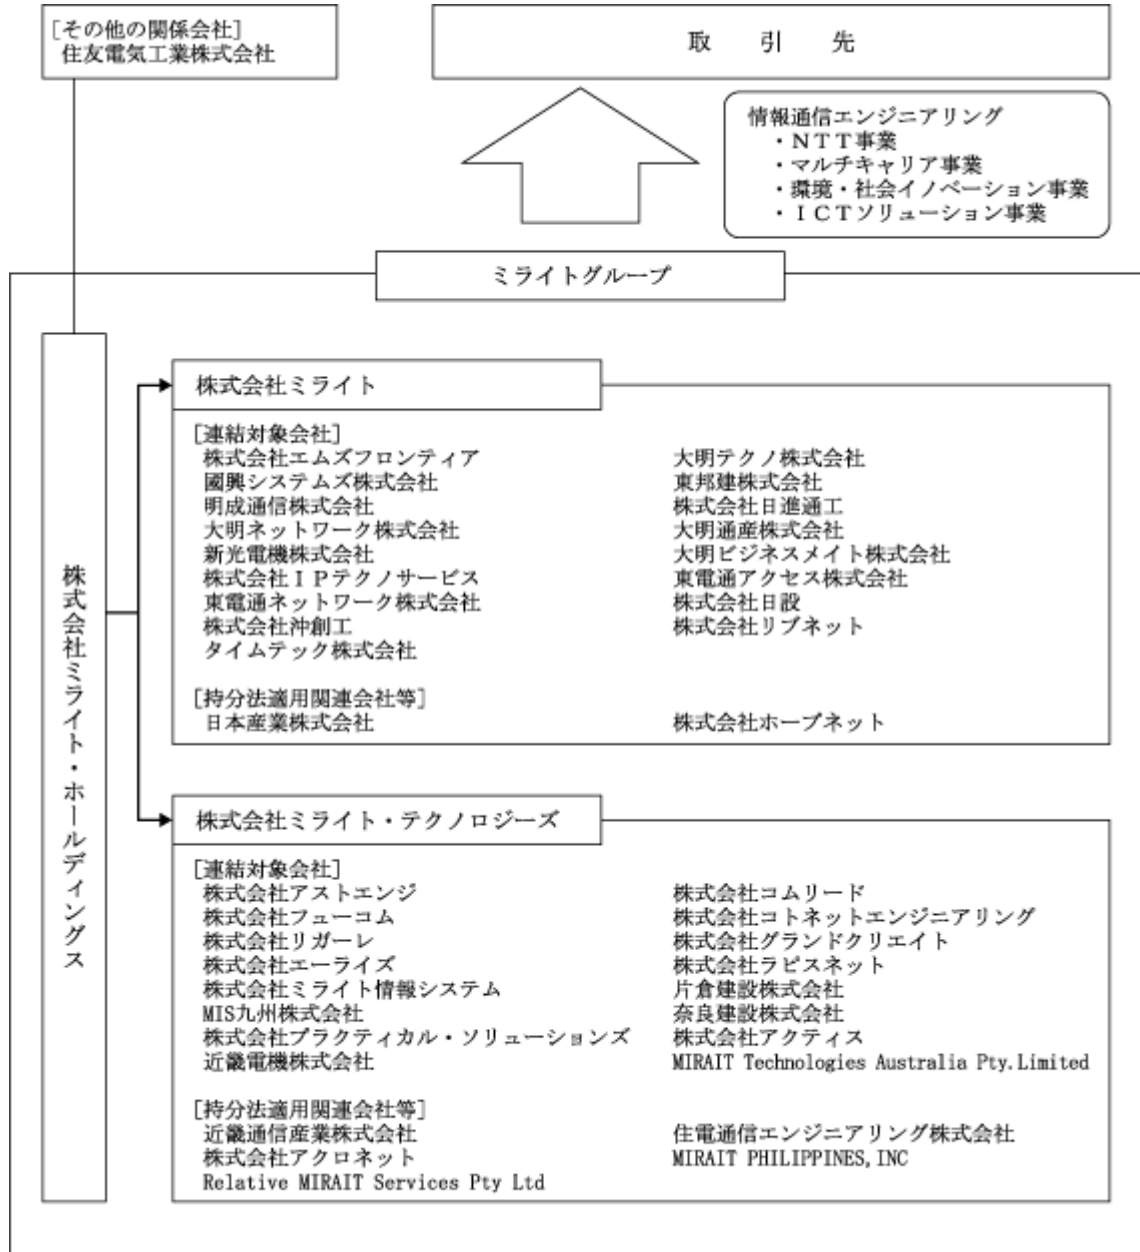 [その他の関係会社]
住友電気工業株式会社
取引先
情報通信エンジニアリング
・ＮＴＴ事業
・マルチキャリア事業
・環境・社会イノベーション事業
・ＩＣＴソリューション事業
ミライトグループ
株式会社ミライト・ホールディングス
株式会社ミライト
[連結対象会社]
株式会社エムズフロンティア
大明テクノ株式会社
國興システムズ株式会社
東邦建株式会社
明成通信株式会社
株式会社日進通工
大明ネットワーク株式会社
大明通産株式会社
新光電機株式会社
大明ビジネスメイト株式会社
株式会社ＩＰテクノサービス
東電通アクセス株式会社
東電通ネットワーク株式会社
株式会社日設
株式会社沖創工
株式会社リブネット
タイムテック株式会社
[持分法適用関連会社等]
日本産業株式会社
株式会社ホープネット
株式会社ミライト・テクノロジーズ
[連結対象会社]
株式会社アストエンジ
株式会社コムリード
株式会社フューコム
株式会社コトネットエンジニアリング
株式会社リガーレ
株式会社グランドクリエイト
株式会社エーライズ
株式会社ラピスネット
株式会社ミライト情報システム
片倉建設株式会社
MIS九州株式会社
奈良建設株式会社
株式会社プラクティカル・ソリューションズ
株式会社アクティス
近畿電機株式会社
MIRAIT Technologies Australia Pty.Limited
[持分法適用関連会社等]
近畿通信産業株式会社
住電通信エンジニアリング株式会社
株式会社アクロネット
MIRAIT PHILIPPINES,INC
Relative MIRAIT Services Pty Ltd